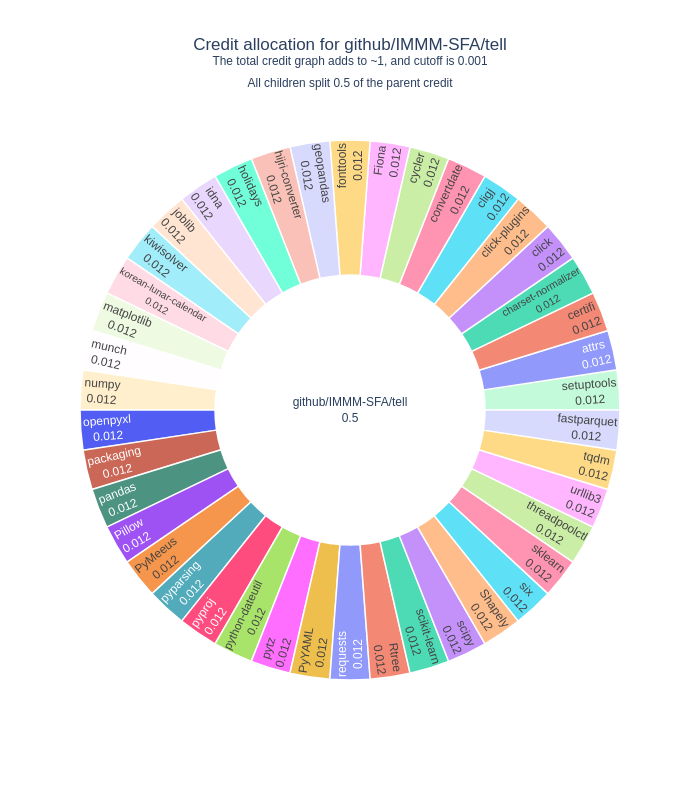 Credit allocation for github/IMMM-SFA/tell
The total credit graph adds to ~1, and cutoff is 0.001
All children split 0.5 of the parent credit
github/IMMM-SFA/tell
0.5
setuptools
0.012
attrs
0.012
certifi
0.012
charset-normalizer
0.012
click
0.012
click-plugins
0.012
cligj
0.012
convertdate
0.012
cycler
0.012
Fiona
0.012
fonttools
0.012
geopandas
0.012
hijri-converter
0.012
holidays
0.012
idna
0.012
joblib
0.012
kiwisolver
0.012
korean-lunar-calendar
0.012
matplotlib
0.012
munch
0.012
numpy
0.012
openpyxl
0.012
packaging
0.012
pandas
0.012
Pillow
0.012
PyMeeus
0.012
pyparsing
0.012
pyproj
0.012
python-dateutil
0.012
pytz
0.012
PyYAML
0.012
requests
0.012
Rtree
0.012
scikit-learn
0.012
scipy
0.012
Shapely
0.012
six
0.012
sklearn
0.012
threadpoolctl
0.012
urllib3
0.012
tqdm
0.012
fastparquet
0.012